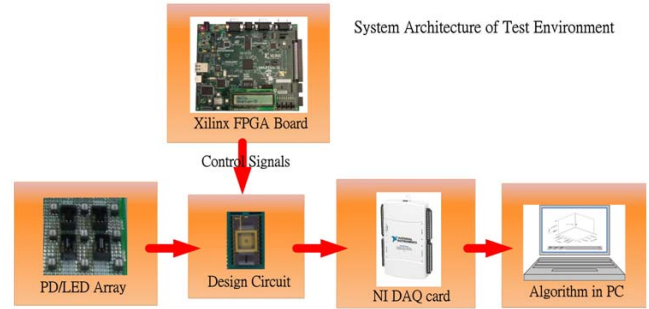 System Architecture of Test Environment
Xilinx FPGA Board
Control Signals
PD/LED Array
Design Circuit
NI DAQ card
Algorithm in PC